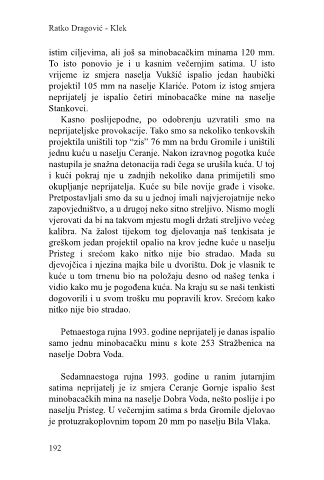 Ratko Dragović - Klek
istim ciljevima, ali još sa minobacačkim minama 120 mm.
To isto ponovio je i u kasnim večernjim satima. U isto
vrijeme iz smjera naselja Vukšić ispalio jedan haubički
projektil 105 mm na naselje Klariće. Potom iz istog smjera
neprijatelj je ispalio četiri minobacačke mine na naselje
Stankovci.
Kasno poslijepodne, po odobrenju uzvratili smo na
neprijateljske provokacije. Tako smo sa nekoliko tenkovskih
projektila uništili top “zis” 76 mm na brdu Gromile i uništili
jednu kuću u naselju Ceranje. Nakon izravnog pogotka kuće
nastupila je snažna detonacija radi čega se urušila kuća. U toj
i kući pokraj nje u zadnjih nekoliko dana primijetili smo
okupljanje neprijatelja. Kuće su bile novije građe i visoke.
Pretpostavljali smo da su u jednoj imali najvjerojatnije neko
zapovjedništvo, a u drugoj neko sitno streljivo. Nismo mogli
vjerovati da bi na takvom mjestu mogli držati streljivo većeg
kalibra. Na žalost tijekom tog djelovanja naš tenkisata je
greškom jedan projektil opalio na krov jedne kuće u naselju
Pristeg i srećom kako nitko nije bio stradao. Mada su
djevojčica i njezina majka bile u dvorištu. Dok je vlasnik te
kuće u tom trnenu bio na položaju desno od našeg tenka i
vidio kako mu je pogođena kuća. Na kraju su se naši tenkisti
dogovorili i u svom trošku mu popravili krov. Srećom kako
nitko nije bio stradao.
Petnaestoga rujna 1993. godine neprijatelj je danas ispalio
samo jednu minobacačku minu s kote 253 Stražbenica na
naselje Dobra Voda.
Sedamnaestoga rujna 1993. godine u ranim jutarnjim
satima neprijatelj je iz smjera Ceranje Gornje ispalio šest
minobacačkih mina na naselje Dobra Voda, nešto poslije i po
naselju Pristeg. U večernjim satima s brda Gromile djelovao
je protuzrakoplovnim topom 20 mm po naselju Bila Vlaka.
192